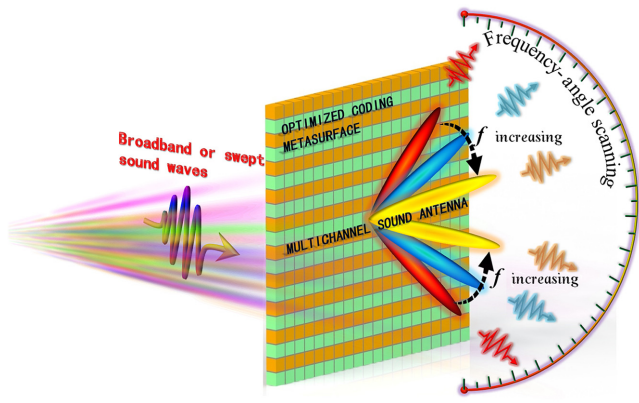 Frequency-angle scanning
OPTIMIZED CODING
METASURFACE
Broadband or swept
sound waves
f increasing
MULTICHANNEL SOUND ANTENNA
f increasing